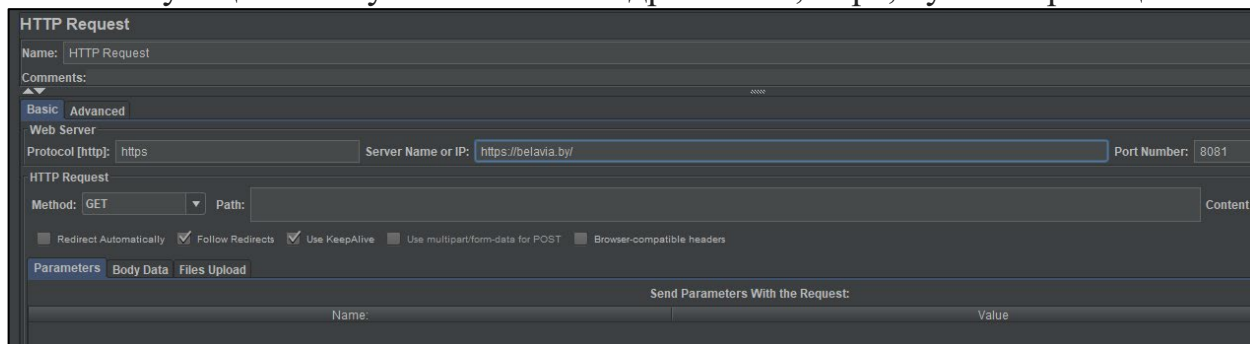 HTTP Request
Name: HTTP Request
Comments:
Basic Advanced
Web Server
Protocol [http]: https Server Name or IP: https://belavia.by/ Port Number: 8081
HTTP Request
Method: GET Path: Content
Redirect Automatically Follow Redirects Use KeepAlive Use multipart/form-data for POST Browser-compatible headers
Parameters Body Data Files Upload
Send Parameters With the Request:
Name: Value